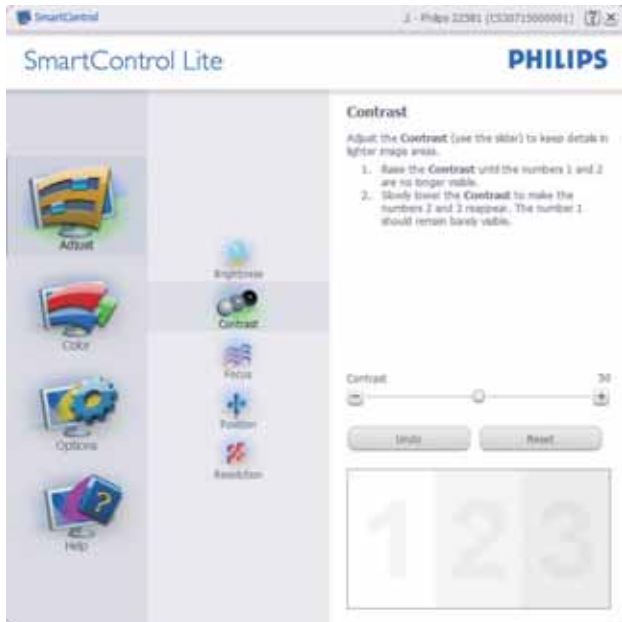 SmartControl
2 - Philips
SmartControl Lite
PHILIPS
Adjust
Color
Options
Help
Brightness
Contrast
Focus
Position
Resolution
Contrast
Adjust the Contrast (use the slider) to keep details in
lighter image areas.
1. Raise the Contrast until the numbers 1 and 2
are no longer visible.
2. Slowly lower the Contrast to make the
numbers 2 and 3 reappear. The number 1
should remain barely visible.
Contrast 50
Undo Reset
1 2 3